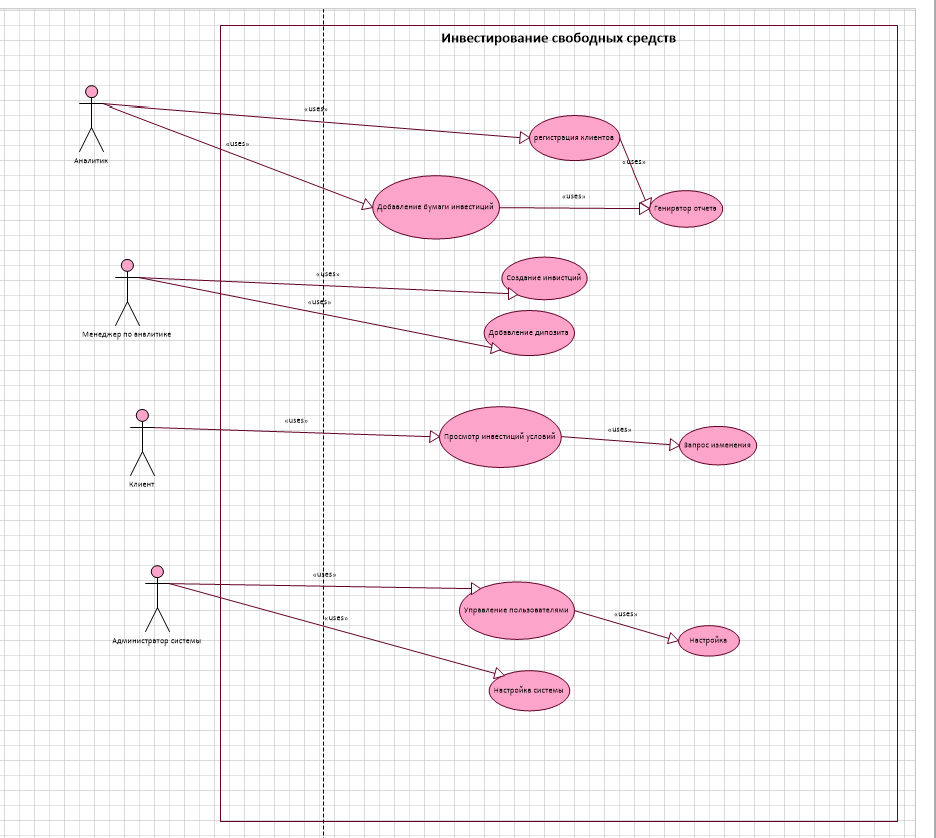 Инвестирование свободных средств
«uses»
регистрация клиентов
Аналитик
«uses»
«uses»
Добавление бумаги инвестиций
«uses»
Гениратор отчета
«uses»
Создание инвистций
Менеджер по аналитике
«uses»
Добавление дипозита
«uses»
Просмотр инвестиций условий
«uses»
Запрос изменения
Клиент
«uses»
Управление пользователями
«uses»
Настройка
Администратор системы
«uses»
Настройка системы